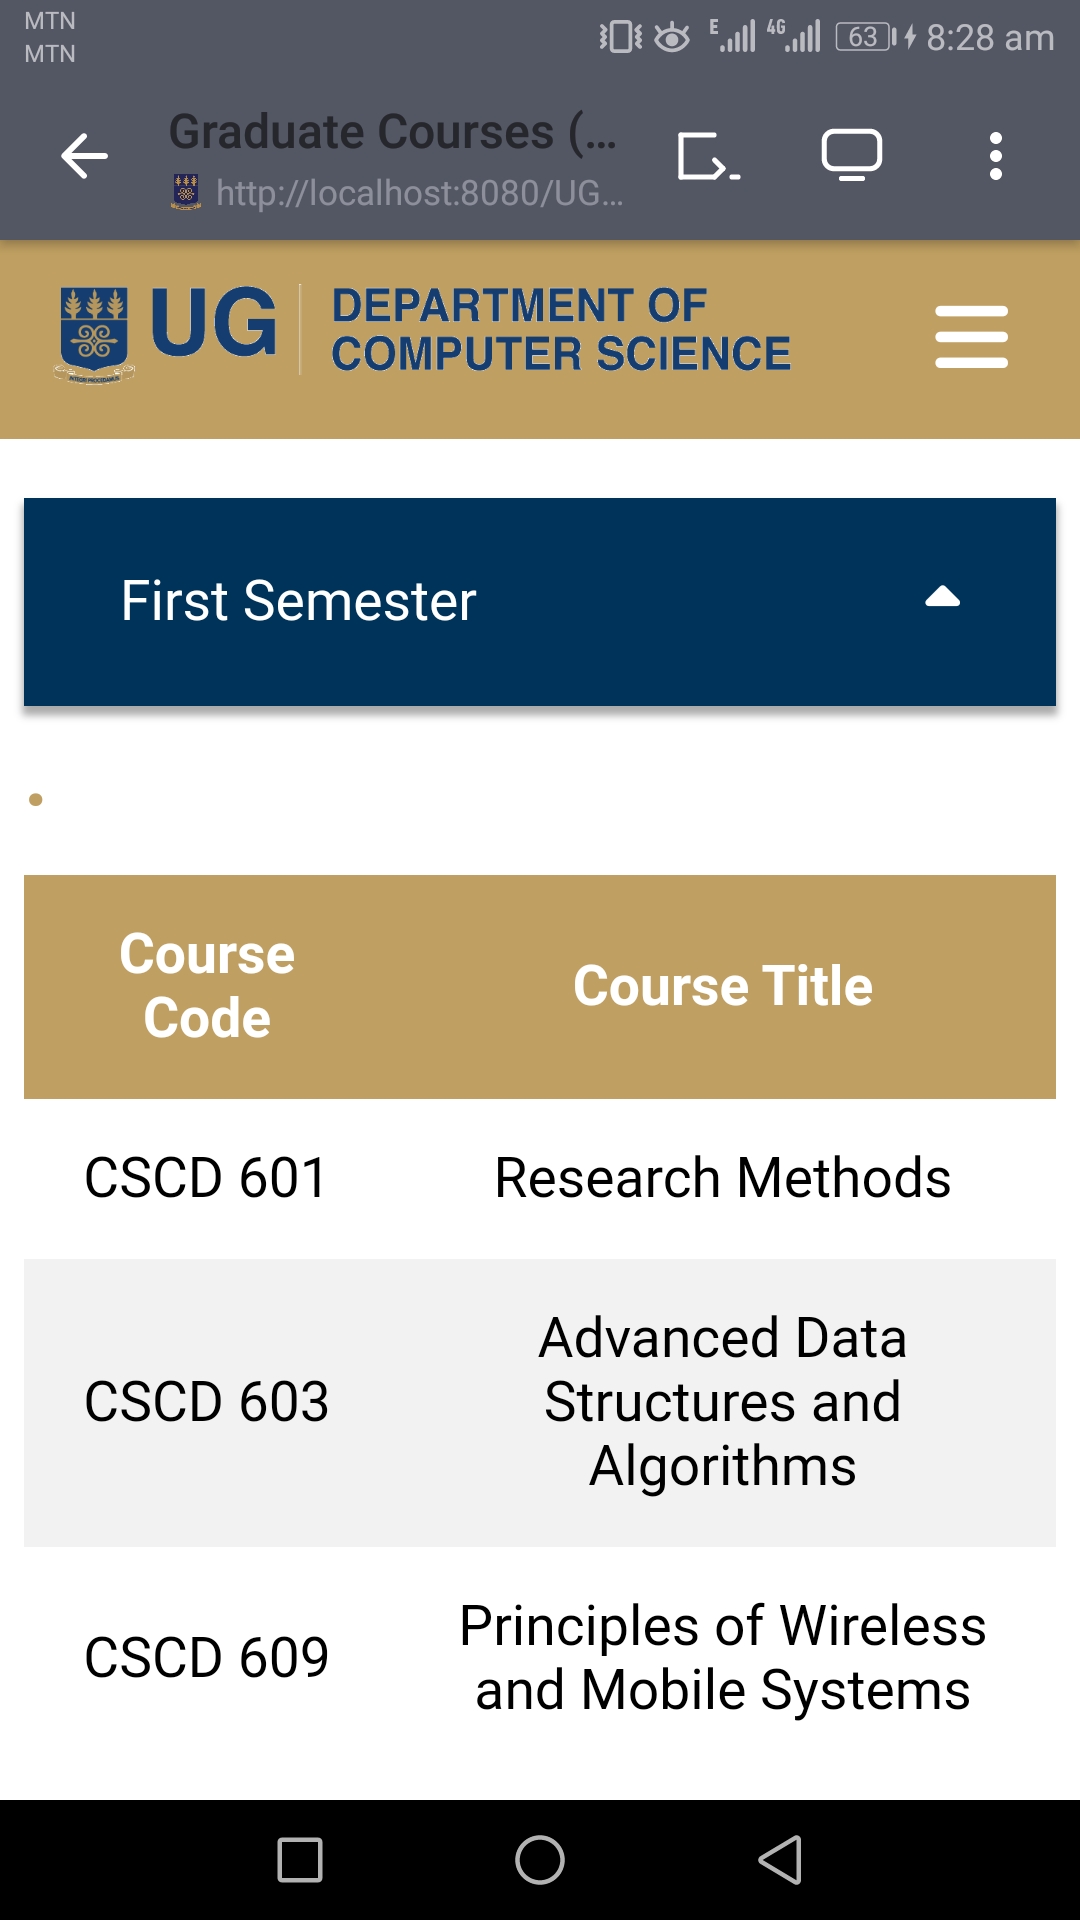 MTN
MTN
E 4G 63 8:28 am
Graduate Courses (...
http://localhost:8080/UG...
UG
DEPARTMENT OF
COMPUTER SCIENCE
First Semester
Course
Code
Course Title
CSCD 601
Research Methods
CSCD 603
Advanced Data
Structures and
Algorithms
CSCD 609
Principles of Wireless
and Mobile Systems